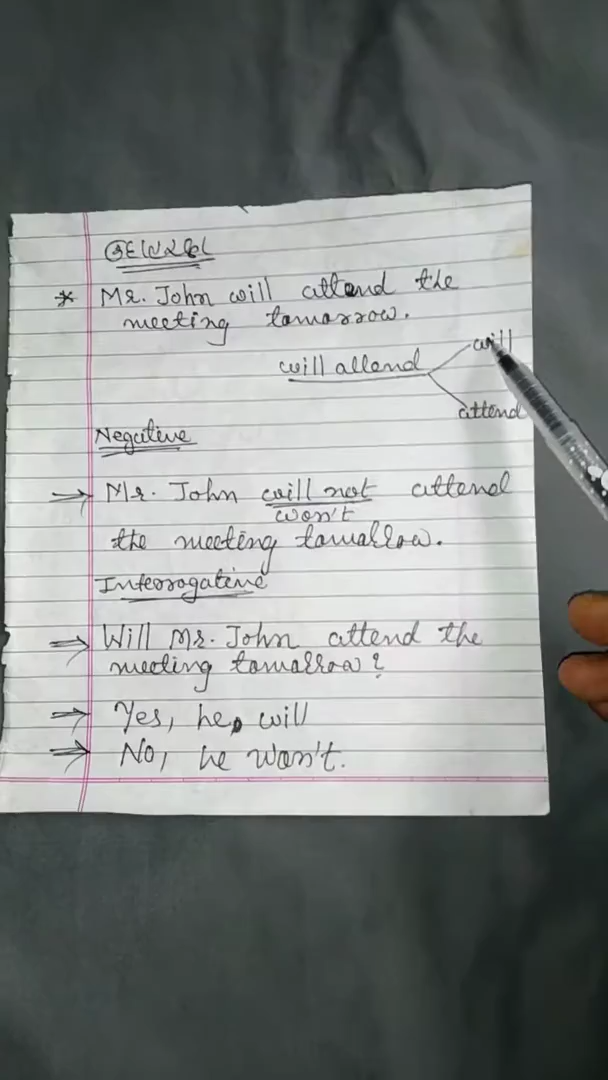 * Mr. John will attend the
meeting tomorrow.
will attend
will
attend
Negative
→ Mr. John will not attend
won't
the meeting tomorrow.
Interrogative
→ Will Mr. John attend the
meeting tomorrow?
→ Yes, he will
→ No, he won't.